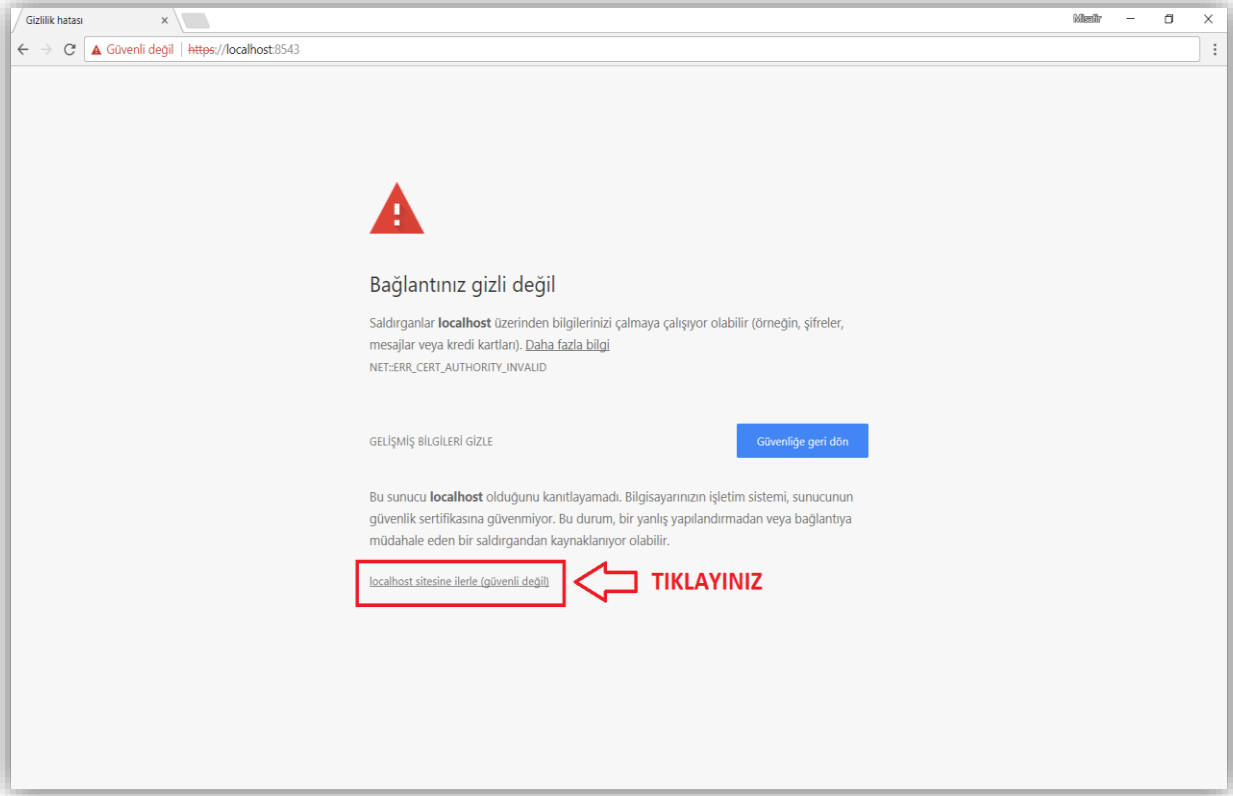 Gizlilik hatası
Misafir
Güvenli değil https://localhost:8543
Bağlantınız gizli değil
Saldırganlar localhost üzerinden bilgilerinizi çalmaya çalışıyor olabilir (örneğin, şifreler,
mesajlar veya kredi kartları). Daha fazla bilgi
NET::ERR_CERT_AUTHORITY_INVALID
GELİŞMİŞ BİLGİLERİ GİZLE
Güvenliğe geri dön
Bu sunucu localhost olduğunu kanıtlayamadı. Bilgisayarınızın işletim sistemi, sunucunun
güvenlik sertifikasına güvenmiyor. Bu durum, bir yanlış yapılandırmadan veya bağlantıya
müdahale eden bir saldırgandan kaynaklanıyor olabilir.
localhost sitesine ilerle (güvenli değil)
TIKLAYINIZ